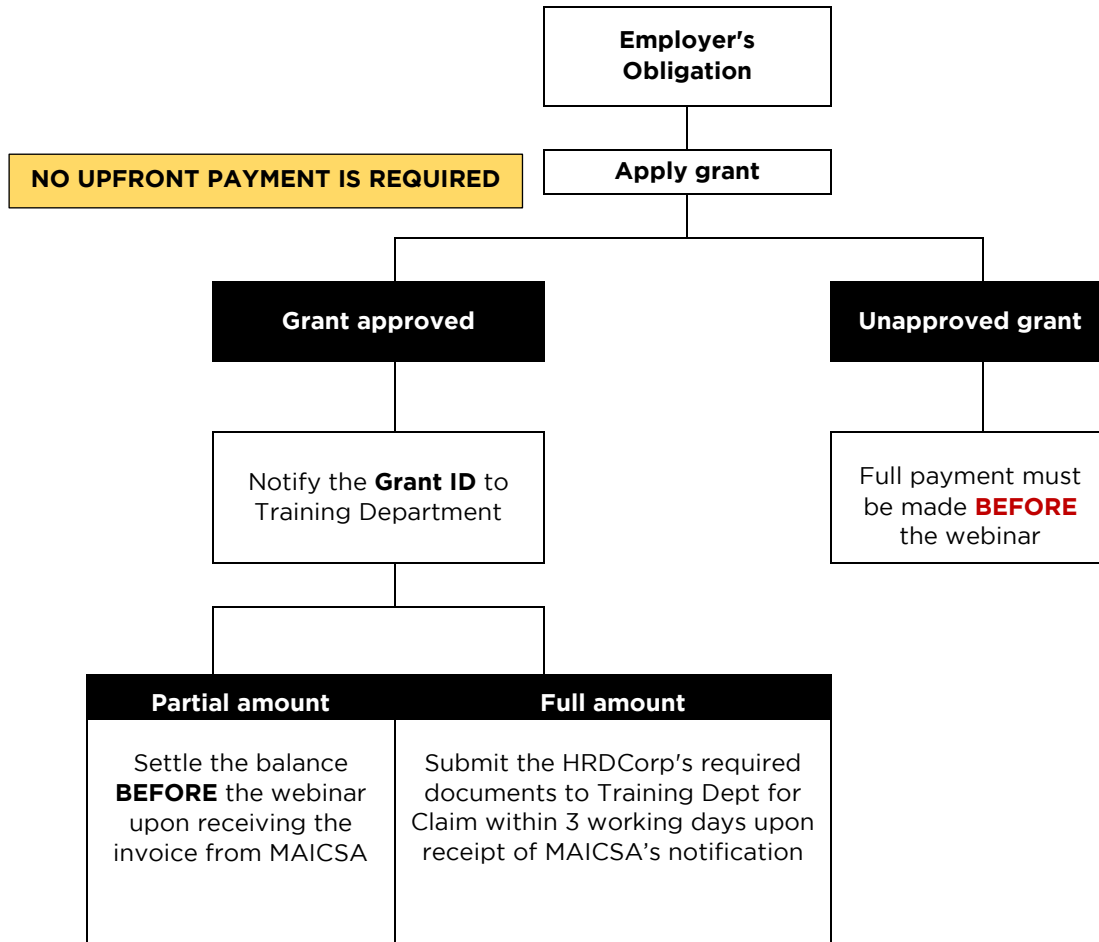 Employer's
Obligation
NO UPFRONT PAYMENT IS REQUIRED
Apply grant
Grant approved
Unapproved grant
Notify the Grant ID to
Training Department
Full payment must
be made BEFORE
the webinar
Partial amount
Full amount
Settle the balance
BEFORE the webinar
upon receiving the
invoice from MAICSA
Submit the HRDCorp's required
documents to Training Dept for
Claim within 3 working days upon
receipt of MAICSA’s notification